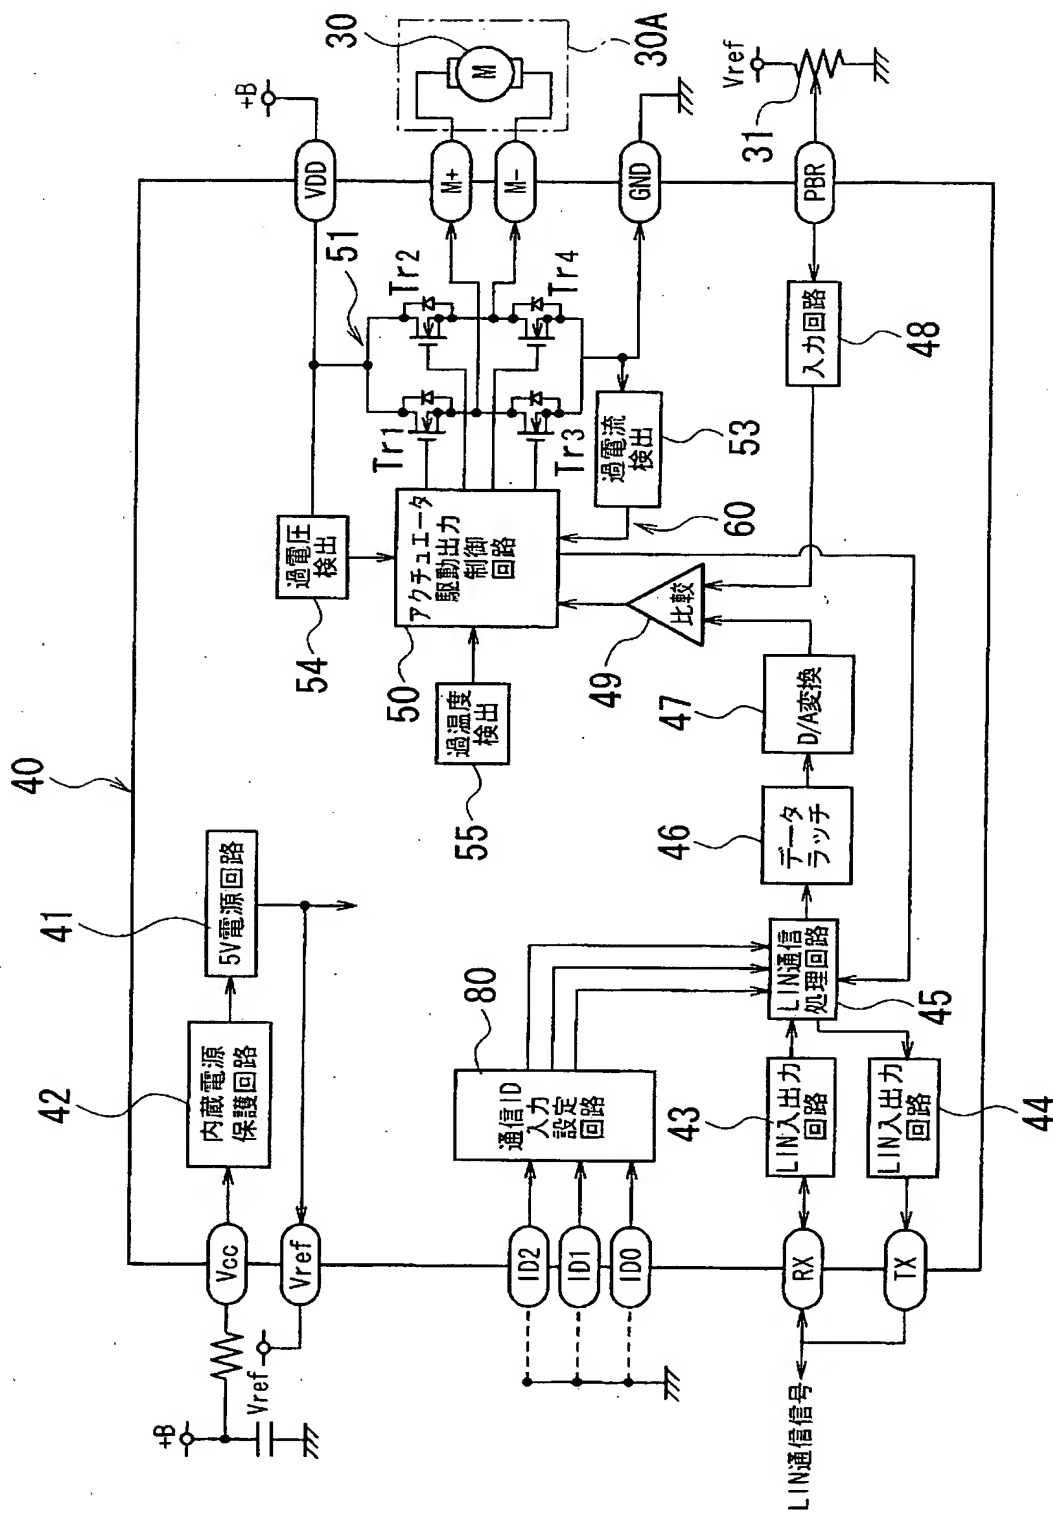 40
+B
Vcc
Vref
Vref
42
内蔵電源
保護回路
41
5V電源回路
54
過電圧
検出
+B
VDD
51
Tr1
Tr2
Tr3
Tr4
30
M
30A
M+
M-
GND
50
アクチュエータ
駆動出力
制御
回路
55
過温度
検出
過電流
検出
53
60
ID2
ID1
ID0
80
通信ID
入力
設定
回路
49
比較
Vref
31
PBR
入力回路
48
LIN通信信号
RX
TX
43
LIN入出力
回路
LIN入出力
回路
44
LIN通信
処理回路
45
46
データ
ラッチ
47
D/A変換